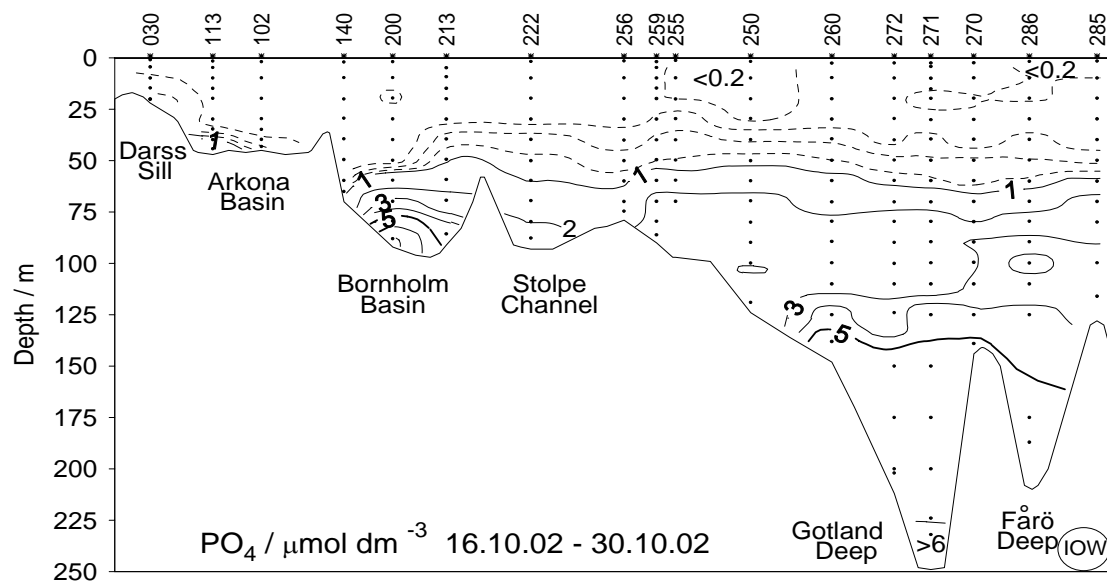 030 113 102 140 200 213 222 256 259 255 250 260 272 271 270 286 285
0
<0.2 <0.2
25
1
Darss
Sill
50
Arkona
Basin
1 1 1
3
75
5
2
100
Bornholm
Basin
Stolpe
Channel
125
3
5
150
175
200
225
Gotland
Deep
>6
Fårö
Deep
IOW
PO4 / μmol dm -3 16.10.02 - 30.10.02
250
Depth / m